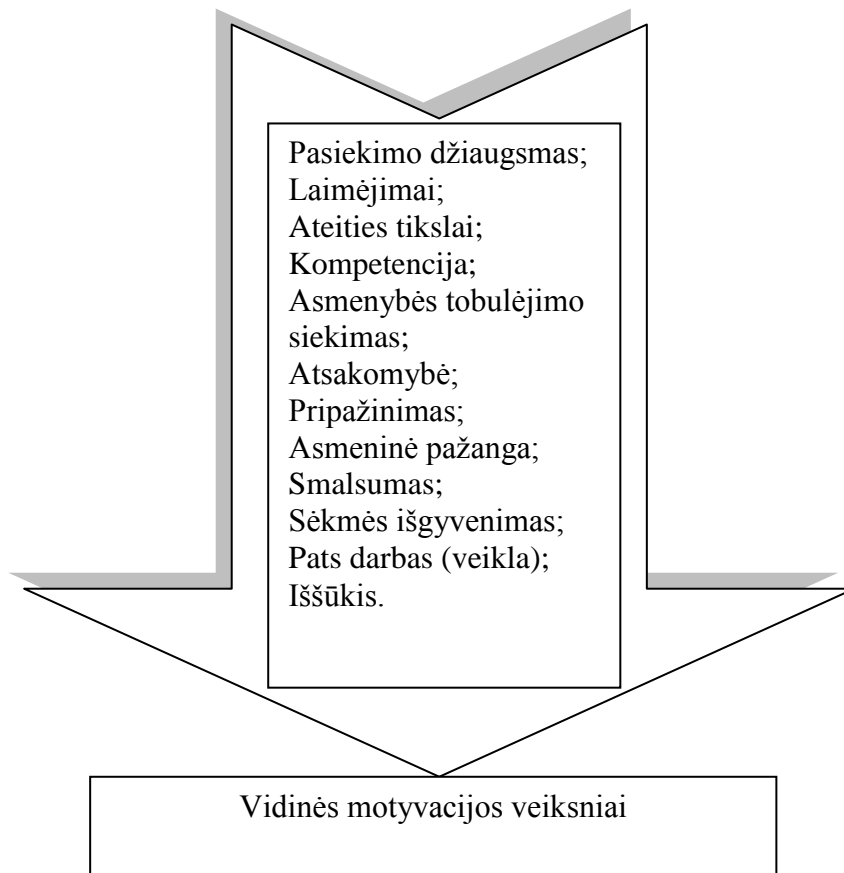 Pasiekimo džiaugsmas;
Laimėjimai;
Ateities tikslai;
Kompetencija;
Asmenybės tobulėjimo
siekimas;
Atsakomybė;
Pripažinimas;
Asmeninė pažanga;
Smalsumas;
Sėkmės išgyvenimas;
Pats darbas (veikla);
Iššūkis.
Vidinės motyvacijos veiksniai